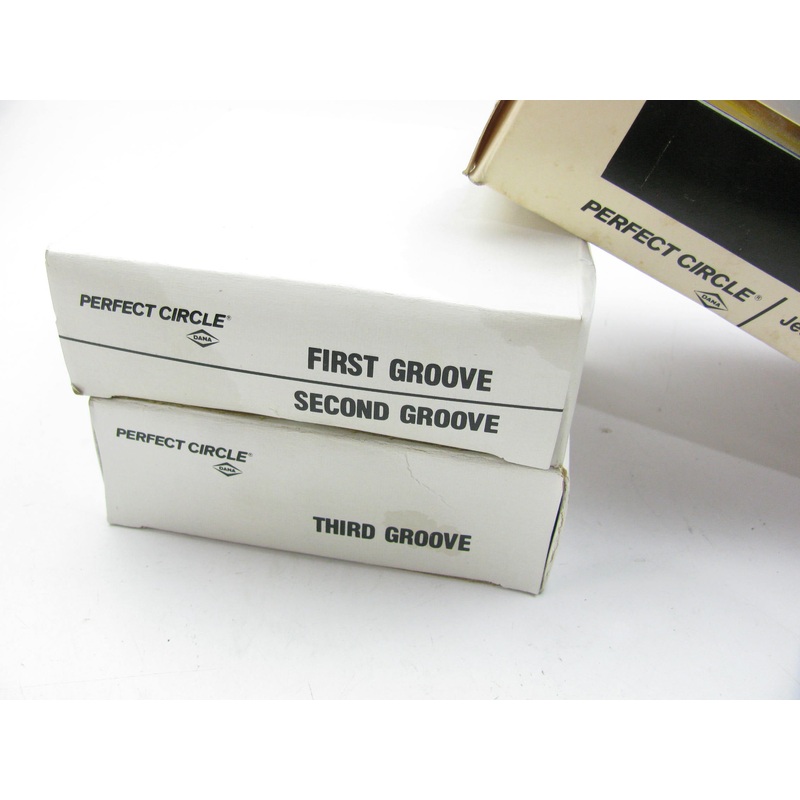 PERFECT CIRCLE®
DANA
FIRST GROOVE
SECOND GROOVE
PERFECT CIRCLE®
DANA
THIRD GROOVE
PERFECT CIRCLE®
DANA